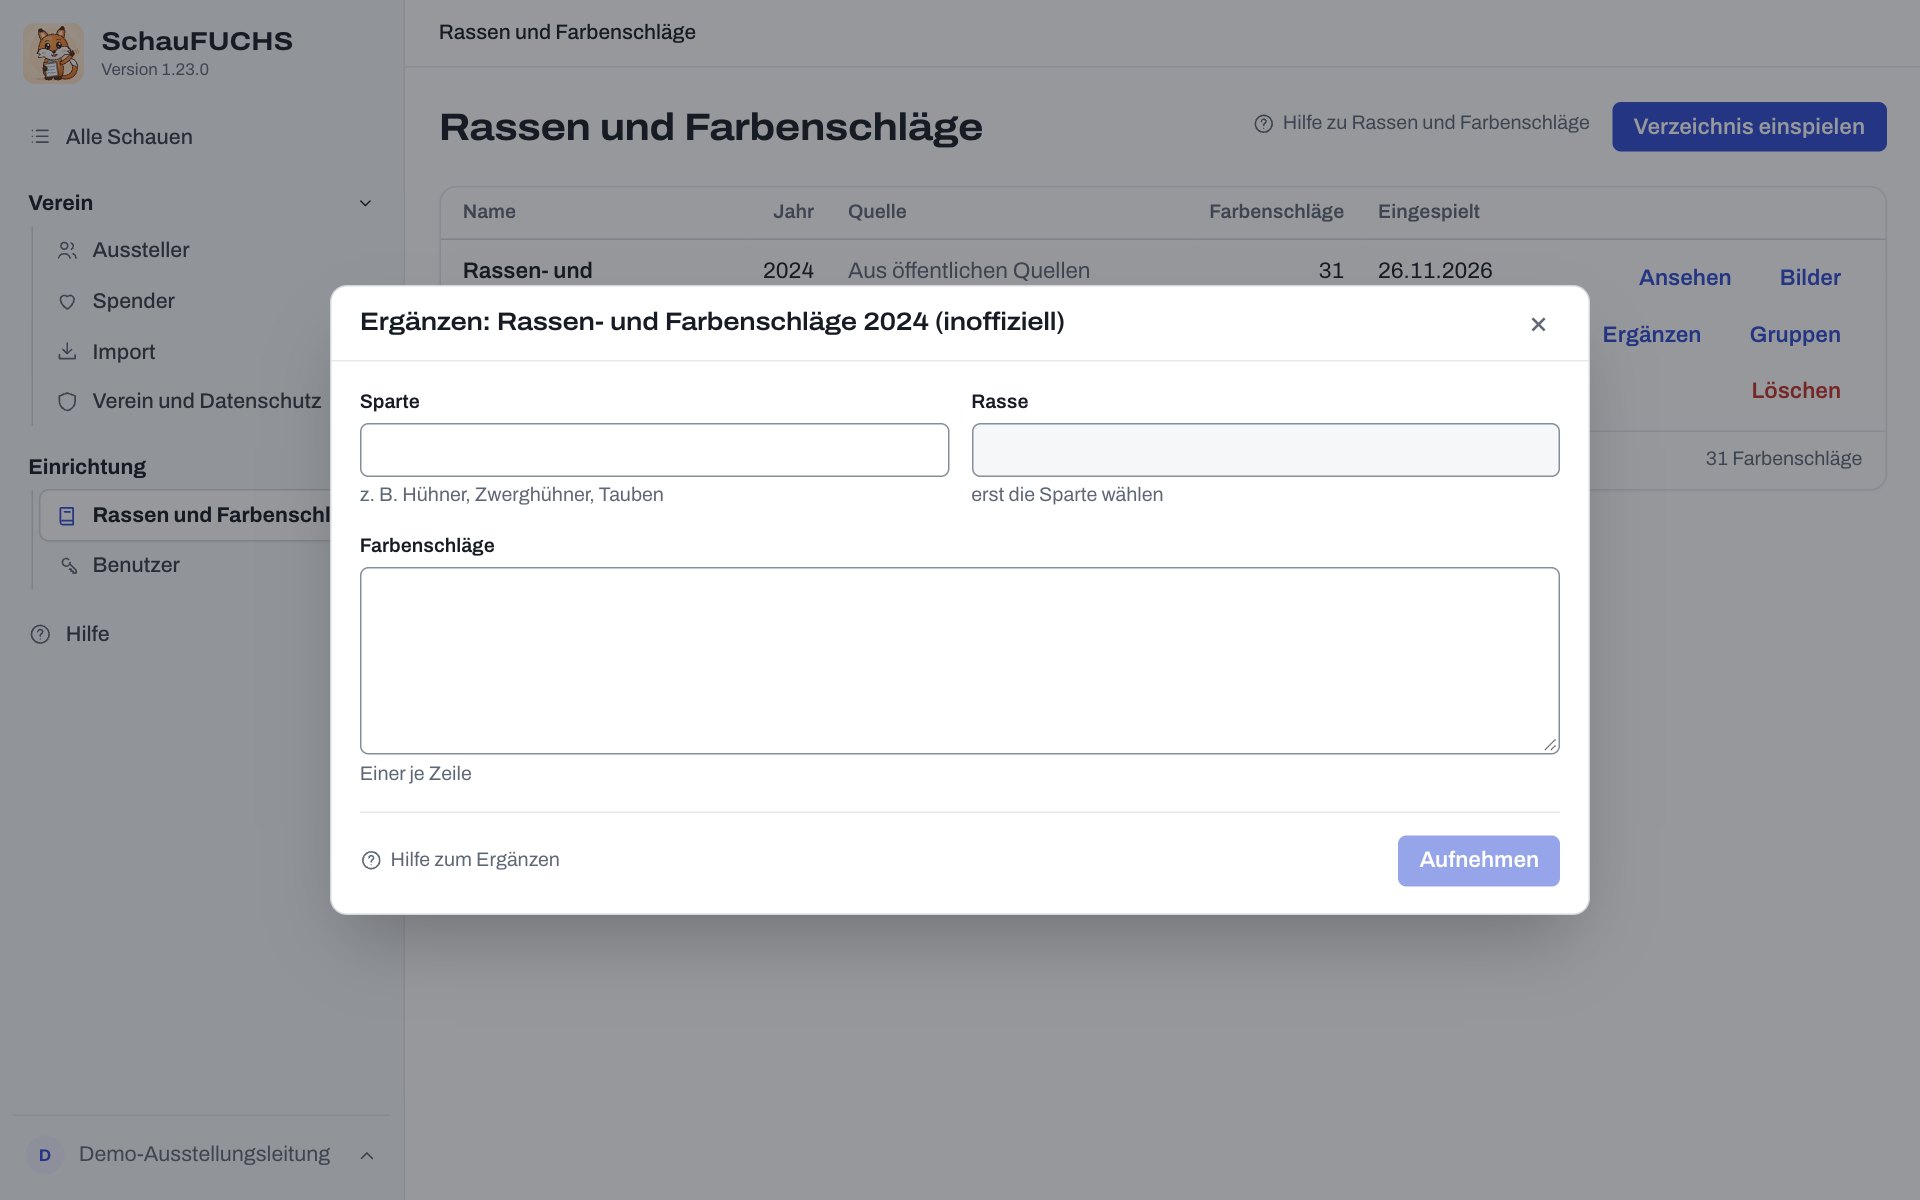 SchauFUCHS
Version 1.23.0
Alle Schauen
Verein
Aussteller
Spender
Import
Verein und Datenschutz
Einrichtung
Rassen und Farbenschl
Benutzer
Hilfe
D Demo-Ausstellungsleitung
Rassen und Farbenschläge
Rassen und Farbenschläge
Hilfe zu Rassen und Farbenschläge
Verzeichnis einspielen
Name Jahr Quelle Farbenschläge Eingespielt
Rassen- und 2024 Aus öffentlichen Quellen 31 26.11.2026
Ansehen Bilder
Ergänzen Gruppen
Löschen
31 Farbenschläge
Ergänzen: Rassen- und Farbenschläge 2024 (inoffiziell)
Sparte Rasse
z. B. Hühner, Zwerghühner, Tauben erst die Sparte wählen
Farbenschläge
Einer je Zeile
Hilfe zum Ergänzen
Aufnehmen